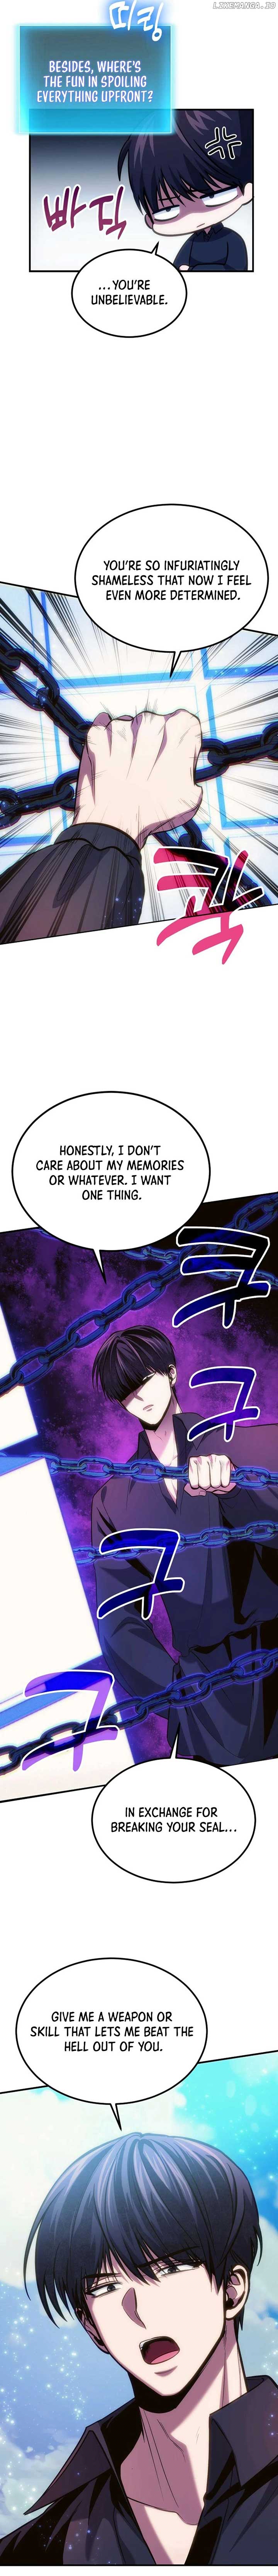 LIKEMANGA.IO
띠링
BESIDES, WHERE'S
THE FUN IN SPOILING
EVERYTHING UPFRONT?
빠직
...YOU'RE
UNBELIEVABLE.
YOU'RE SO INFURIATINGLY
SHAMELESS THAT NOW I FEEL
EVEN MORE DETERMINED.
콱
HONESTLY, I DON'T
CARE ABOUT MY MEMORIES
OR WHATEVER. I WANT
ONE THING.
IN EXCHANGE FOR
BREAKING YOUR SEAL...
GIVE ME A WEAPON OR
SKILL THAT LETS ME BEAT THE
HELL OUT OF YOU.